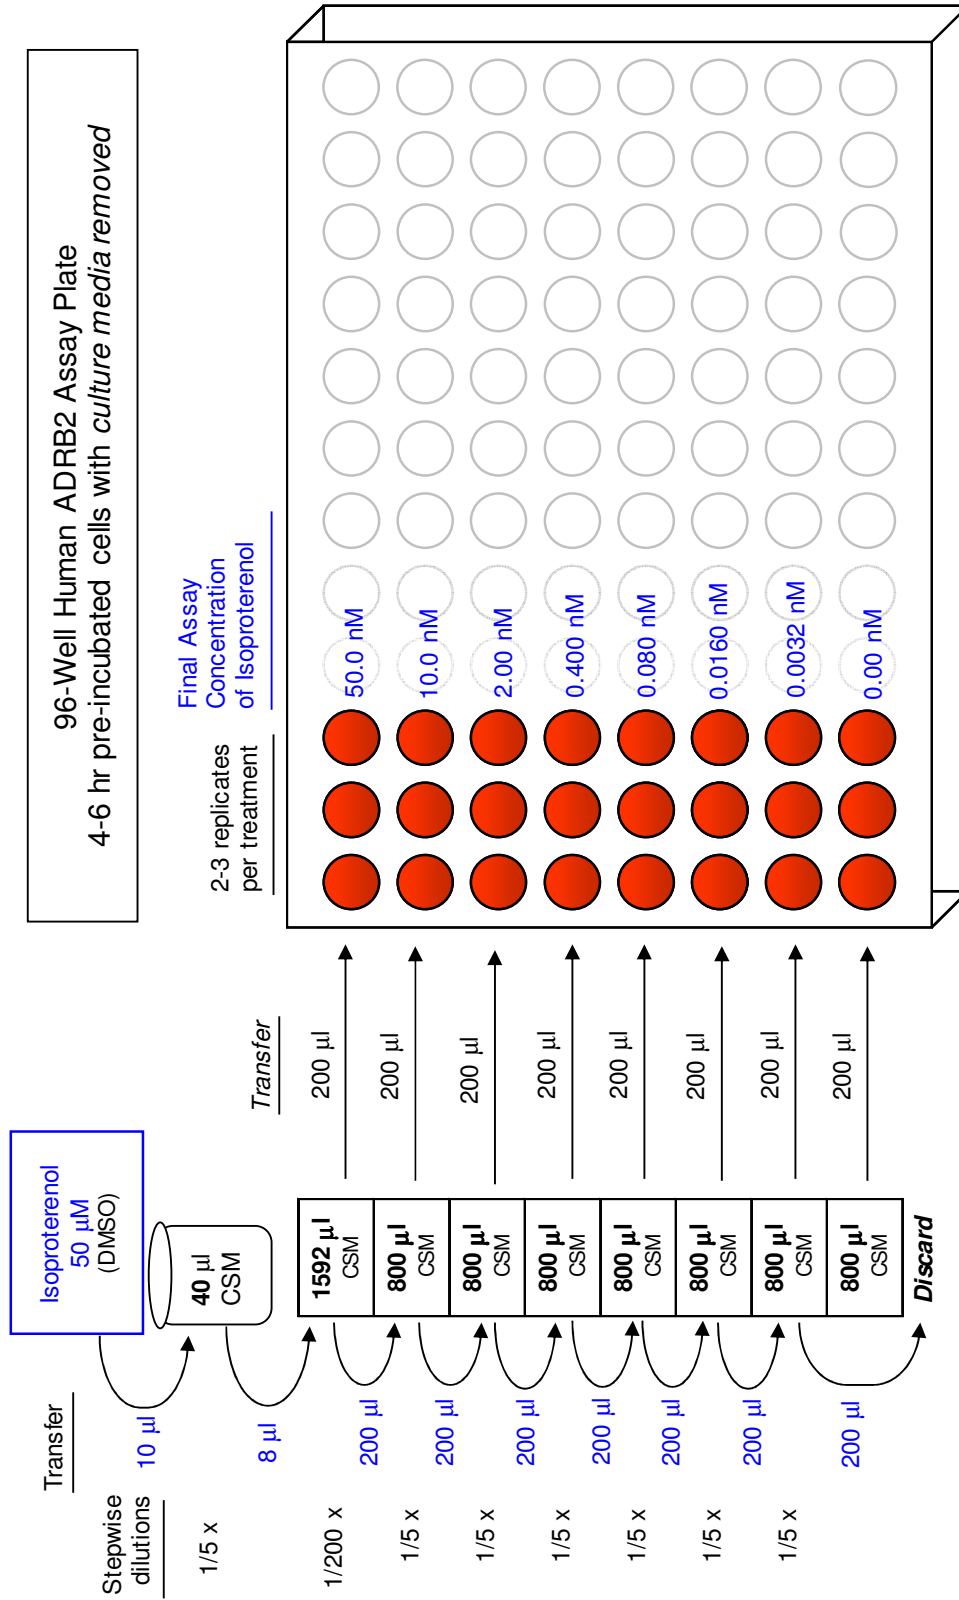 96-Well Human ADRB2 Assay Plate
4-6 hr pre-incubated cells with culture media removed
Isoproterenol
50 µM
(DMSO)
Final Assay
Concentration
of Isoproterenol
2-3 replicates
per treatment
Transfer
Transfer
Stepwise
dilutions
40 µl
CSM
10 µl
1/5 x
8 µl
1/200 x
1592 µl
CSM
200 µl
50.0 nM
200 µl
1/5 x
800 µl
CSM
200 µl
10.0 nM
200 µl
1/5 x
800 µl
CSM
200 µl
2.00 nM
200 µl
1/5 x
800 µl
CSM
200 µl
0.400 nM
200 µl
1/5 x
800 µl
CSM
200 µl
0.080 nM
200 µl
1/5 x
800 µl
CSM
200 µl
0.0160 nM
200 µl
1/5 x
800 µl
CSM
200 µl
0.0032 nM
200 µl
800 µl
CSM
200 µl
0.00 nM
Discard